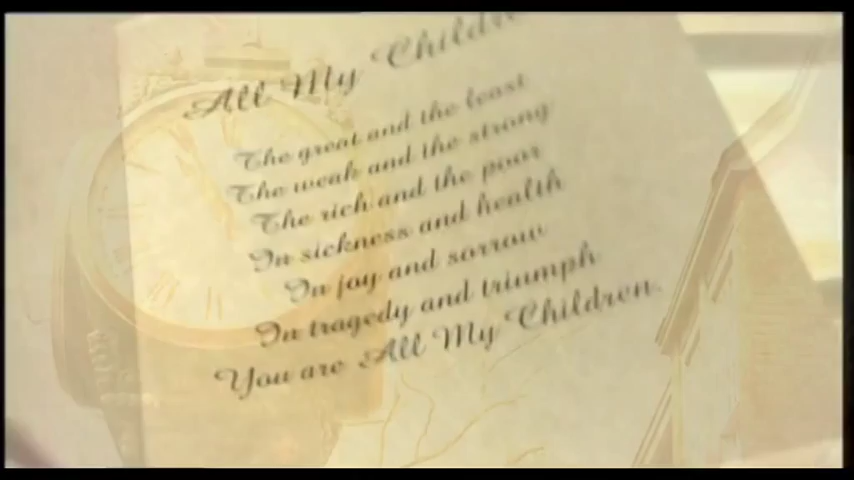 All My Children
The great and the least
The weak and the strong
The rich and the poor
In sickness and health
In joy and sorrow
In tragedy and triumph
You are All My Children.